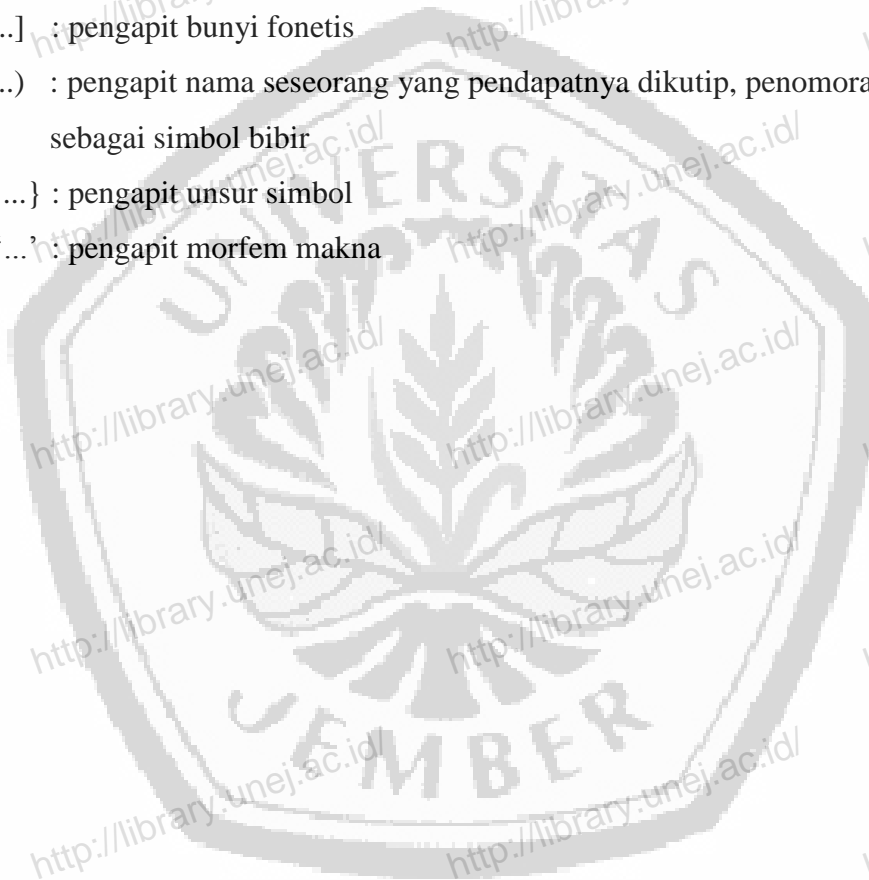 ..] : pengapit bunyi fonetis
..) : pengapit nama seseorang yang pendapatnya dikutip, penomora
sebagai simbol bibir
...} : pengapit unsur simbol
‘...’ : pengapit morfem makna
UNIVERSITAS
JEMBER
http://library.unej.ac.id/
http://library.unej.ac.id/
http://library.unej.ac.id/
http://library.unej.ac.id/
http://library.unej.ac.id/
http://library.unej.ac.id/
http://library.unej.ac.id/
http://library.unej.ac.id/